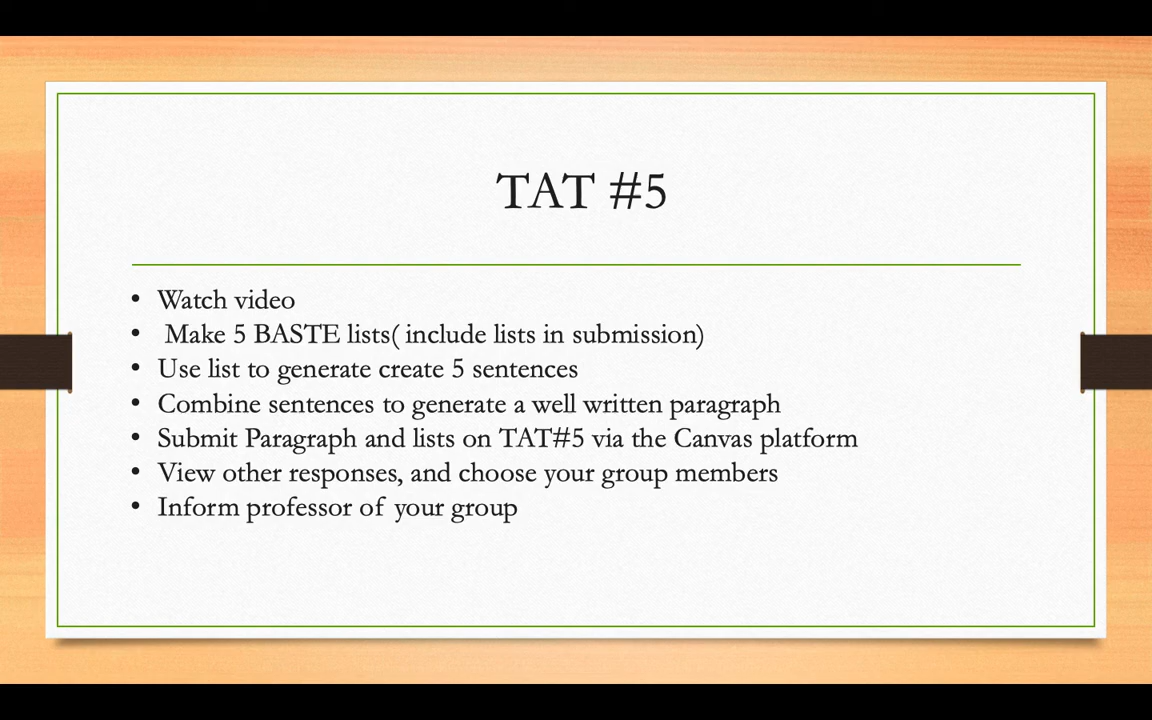 TAT #5
• Watch video
• Make 5 BASTE lists( include lists in submission)
• Use list to generate create 5 sentences
• Combine sentences to generate a well written paragraph
• Submit Paragraph and lists on TAT#5 via the Canvas platform
• View other responses, and choose your group members
• Inform professor of your group